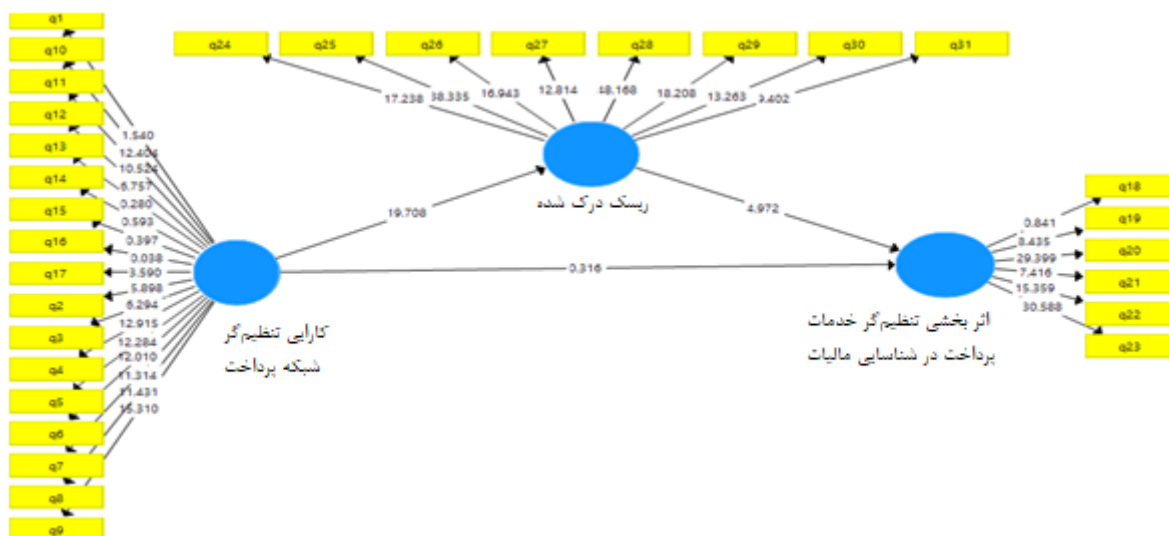 q1
q10
q11
q12
q13
q14
q15
q16
q17
q2
q3
q4
q5
q6
q7
q8
q9
1.540
12.404
10.524
6.757
0.280
0.593
0.397
0.038
3.590
5.898
6.294
12.915
12.284
12.010
11.314
11.431
15.310
q24
q25
q26
q27
q28
q29
q30
q31
17.238
38.335
16.943
12.814
48.168
18.208
13.263
9.402
ریسک درک شده
19.708
4.972
0.316
کارایی تنظیم‌گر
شبکه پرداخت
اثر بخشی تنظیم‌گر خدمات
پرداخت در شناسایی مالیات
0.841
8.435
29.399
7.416
15.359
30.588
q18
q19
q20
q21
q22
q23